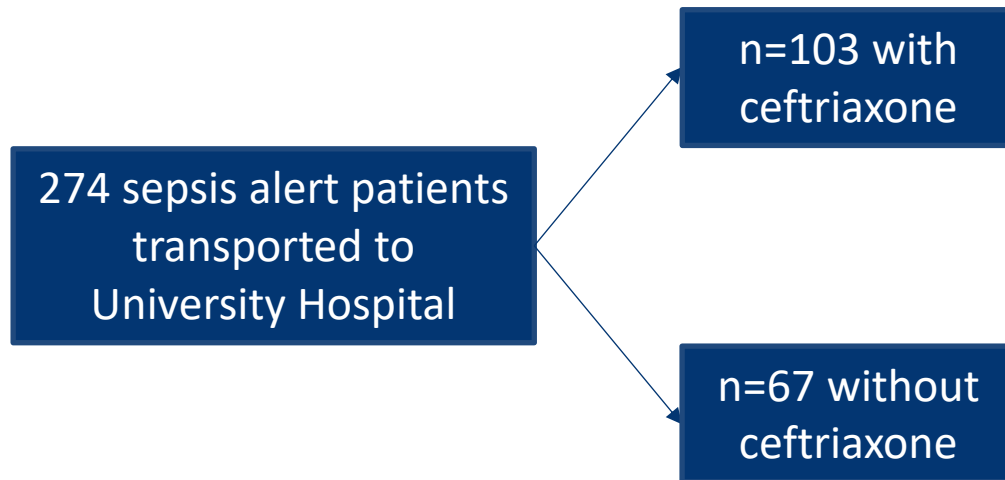 n=103 with
ceftriaxone
274 sepsis alert patients
transported to
University Hospital
n=67 without
ceftriaxone